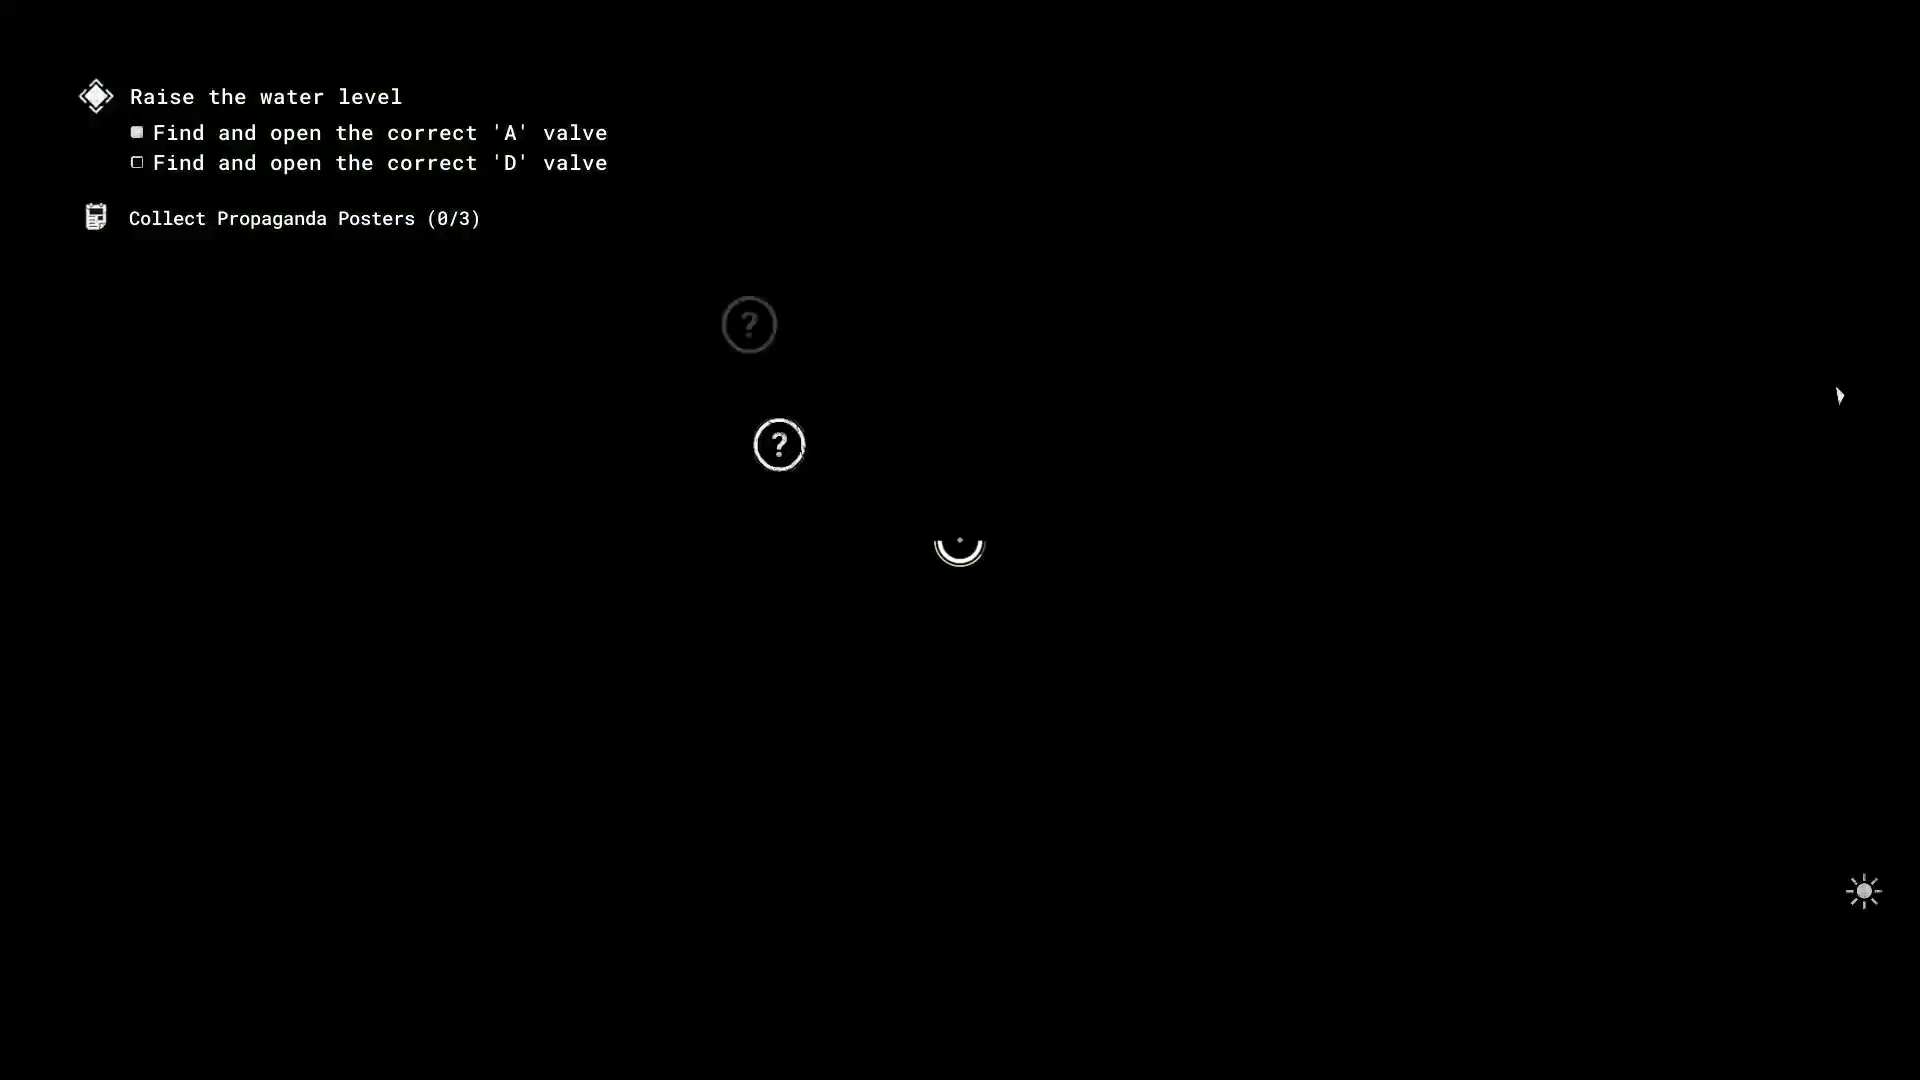 Raise the water level
Find and open the correct 'A' valve
Find and open the correct 'D' valve
Collect Propaganda Posters (0/3)
?
?